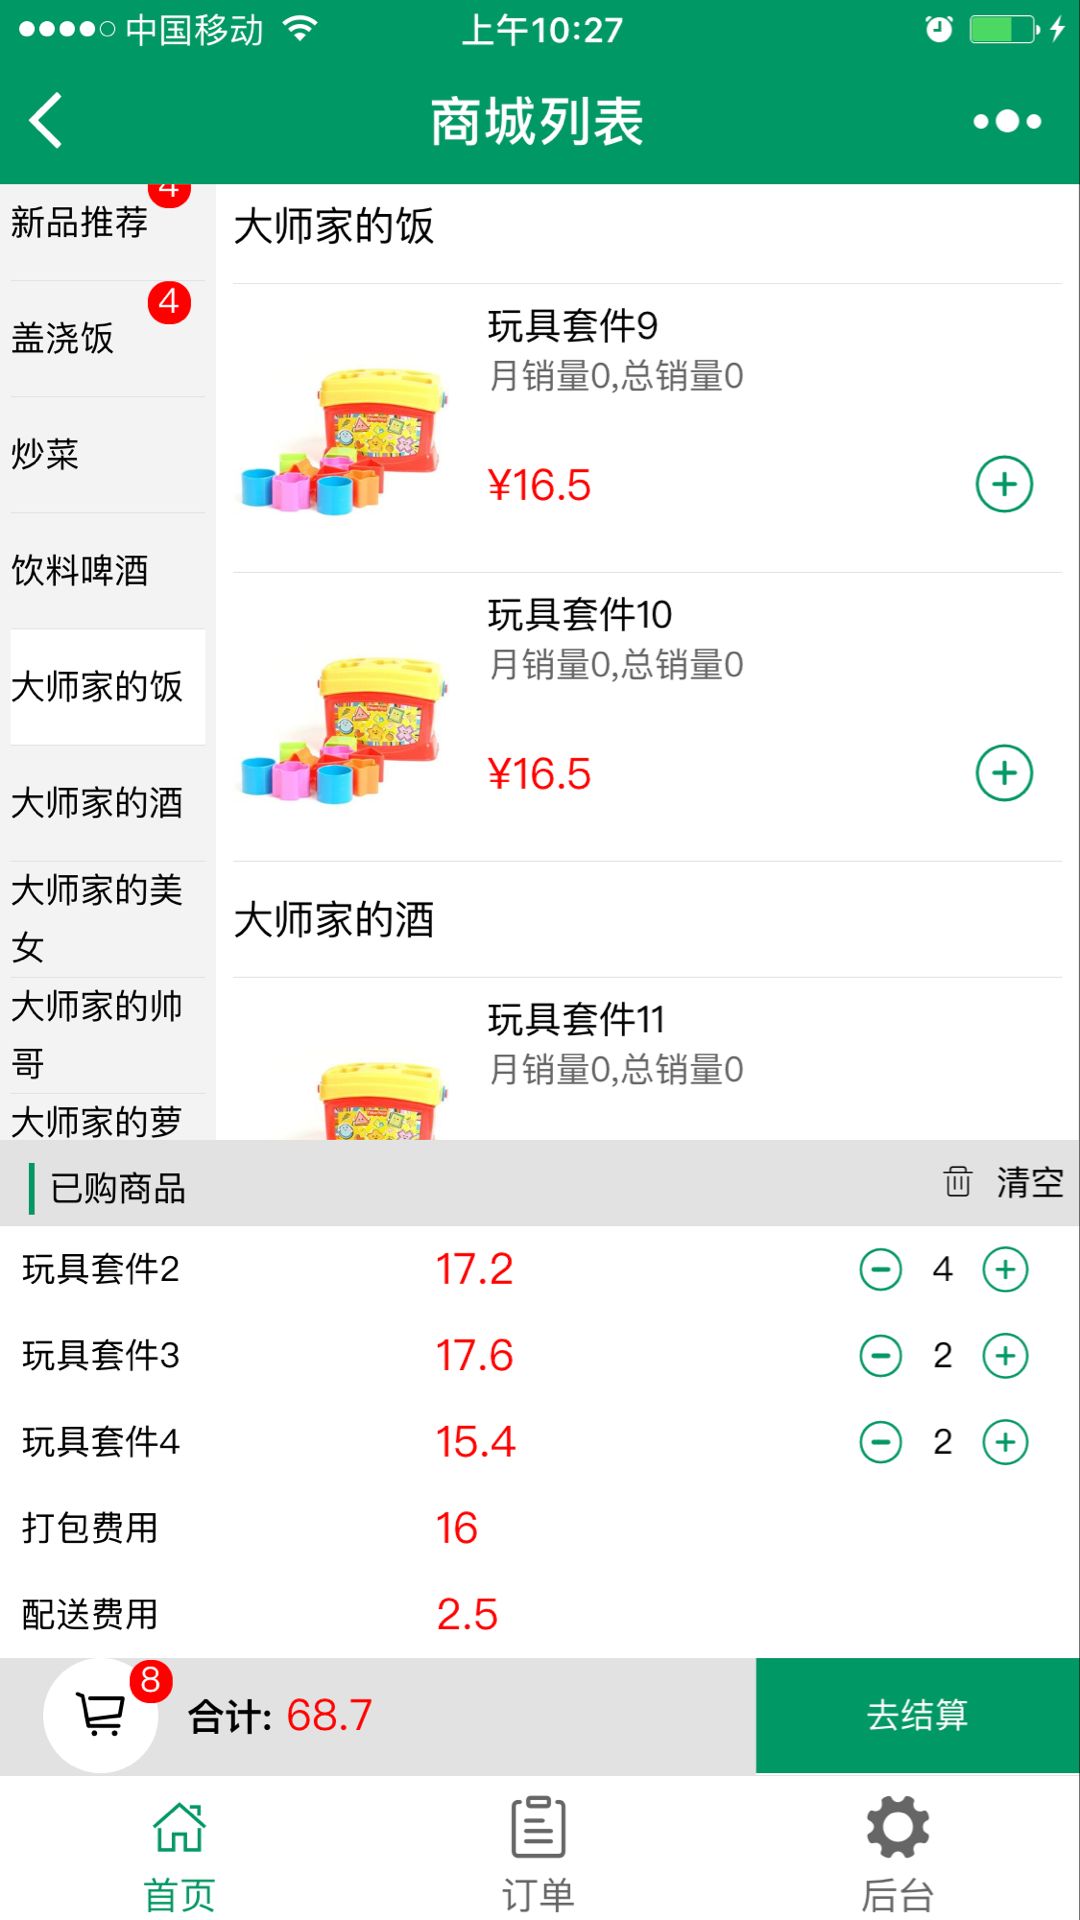 中国移动 上午10:27
商城列表
新品推荐 4
盖浇饭 4
炒菜
饮料啤酒
大师家的饭
大师家的酒
大师家的美
女
大师家的帅
哥
大师家的萝
大师家的饭
玩具套件9
月销量0,总销量0
¥16.5
玩具套件10
月销量0,总销量0
¥16.5
大师家的酒
玩具套件11
月销量0,总销量0
已购商品 清空
玩具套件2 17.2 4
玩具套件3 17.6 2
玩具套件4 15.4 2
打包费用 16
配送费用 2.5
8 合计: 68.7 去结算
首页 订单 后台